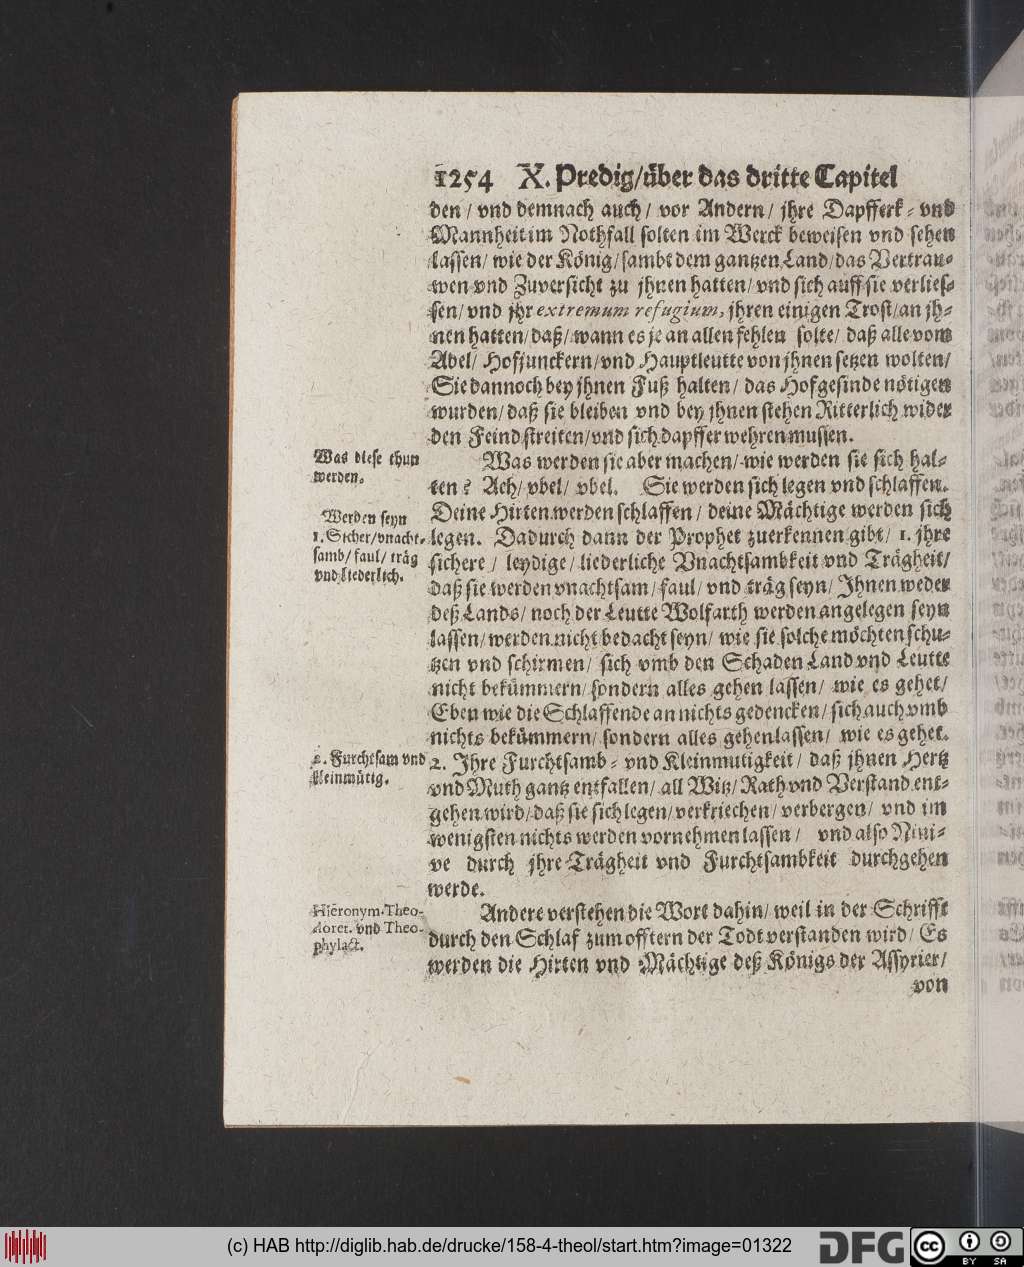 1254 X. Predig/über das dritte Capitel
den/ vnd demnach auch/ vor Andern/ jhre Dapfferk- vnd
Mannheit im Nothfall solten im Werck beweisen vnd sehen
lassen/ wie der König/ sambt dem gantzen Land/ das Vertrau-
wen vnd Zuversicht zu jhnen hatten/ vnd sich auff sie verlies-
sen/ vnd jhr extremum refugium, jhren einigen Trost/ an jh-
nen hatten/ daß/ wann es je an allen fehlen solte/ daß alle vom
Adel/ Hofjunckern/ vnd Hauptleutte von jhnen setzen wolten/
Sie dannoch bey jhnen Fuß halten/ das Hofgesinde nötigen
wurden/ daß sie bleiben vnd bey jhnen stehen Ritterlich wider
den Feind streiten/ vnd sich dapffer wehren mussen.
Was diese thun
werden.
Was werden sie aber machen/ wie werden sie sich hal-
ten? Ach/ vbel/ vbel. Sie werden sich legen vnd schlaffen.
Werden seyn
1. Sicher/ vnacht-
samb/ faul/ träg
vnd liederlich.
Deine Hirten werden schlaffen/ deine Mächtige werden sich
legen. Dadurch dann der Prophet zuerkennen gibt/ 1. jhre
sichere/ leydige/ liederliche Vnachtsambkeit vnd Trägheit/
daß sie werden vnachtsam/ faul/ vnd träg seyn/ Jhnen weder
deß Lands/ noch der Leutte Wolfarth werden angelegen seyn
lassen/ werden nicht bedacht seyn/ wie sie solche möchten schu-
tzen vnd schirmen/ sich vmb den Schaden Land vnd Leutte
nicht bekümmern/ sondern alles gehen lassen/ wie es gehet/
Eben wie die Schlaffende an nichts gedencken/ sich auch vmb
nichts bekümmern/ sondern alles gehen lassen/ wie es gehet.
2. Furchtsam vnd
kleinmütig.
2. Jhre Furchtsamb- vnd Kleinmutigkeit/ daß jhnen Hertz
vnd Muth gantz entfallen/ all Witz/ Rath vnd Verstand ent-
gehen wird/ daß sie sich legen/ verkriechen/ verbergen/ vnd im
wenigsten nichts werden vornehmen lassen/ vnd also Nini-
ve durch jhre Trägheit vnd Furchtsambkeit durchgehen
werde.
Hieronym. Theo-
doret. vnd Theo-
phylact.
Andere verstehen die Wort dahin/ weil in der Schrifft
durch den Schlaf zum offtern der Todt verstanden wird/ Es
werden die Hirten vnd Mächtige deß Königs der Assyrier/
von
(c) HAB http://diglib.hab.de/drucke/158-4-theol/start.htm?image=01322
DFG
cc BY SA